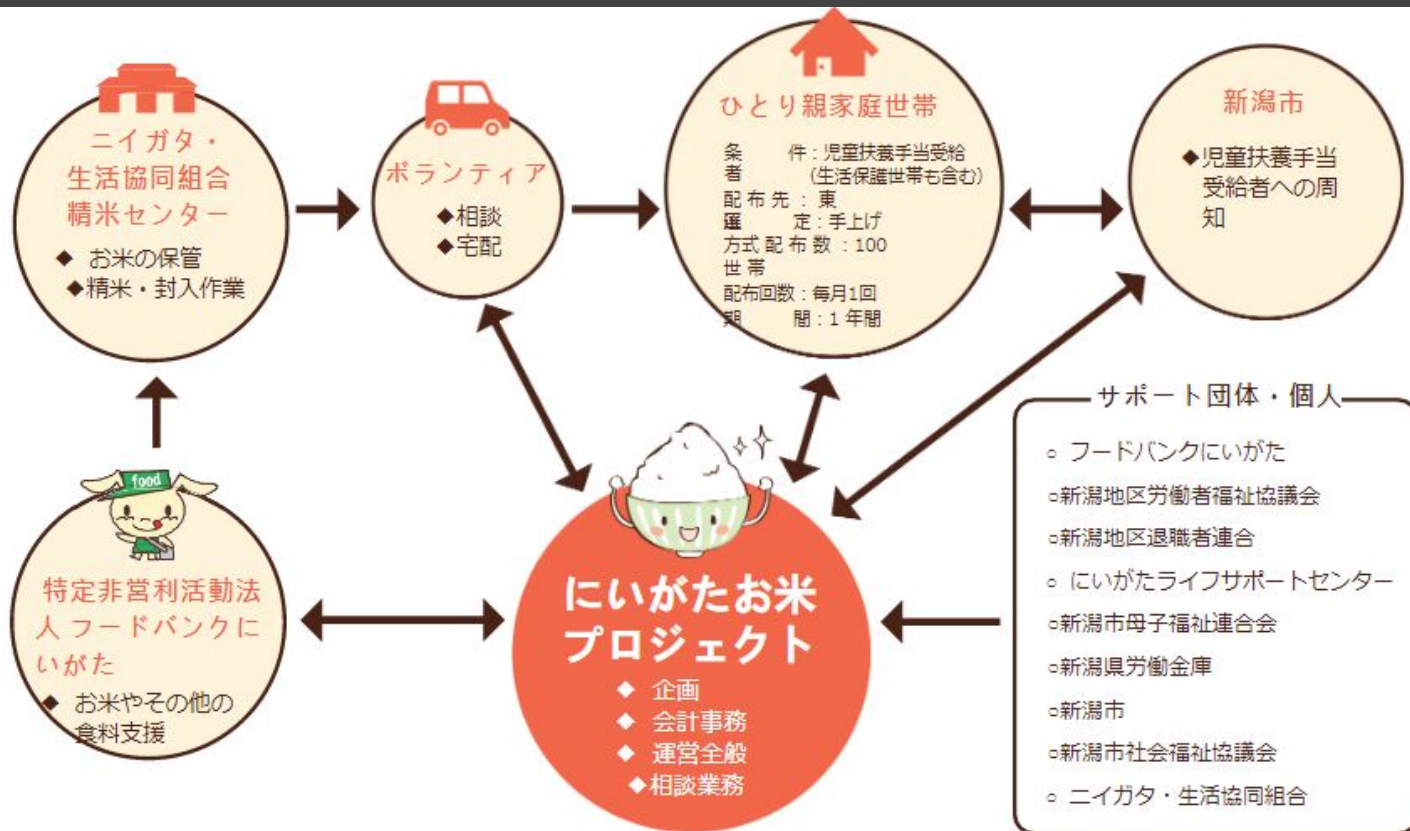 ニイガタ・
生活協同組合
精米センター
◆ お米の保管
◆精米・封入作業
ボランティア
◆相談
◆宅配
ひとり親家庭世帯
条 件：児童扶養手当受給
者 （生活保護世帯も含む）
配布先：東
定：手上げ
方式配布数：100
世帯
配布回数：毎月1回
期 間：1年間
新潟市
◆児童扶養手当
受給者への周
知
food
特定非営利活動法
人 フードバンクに
いがた
◆ お米やその他の
食料支援
にいがたお米
プロジェクト
◆ 企画
◆ 会計事務
◆ 運営全般
◆相談業務
サポート団体・個人
○ フードバンクにいがた
○新潟地区労働者福祉協議会
○新潟地区退職者連合
○ にいがたライフサポートセンター
○新潟市母子福祉連合会
○新潟県労働金庫
○新潟市
○新潟市社会福祉協議会
○ ニイガタ・生活協同組合